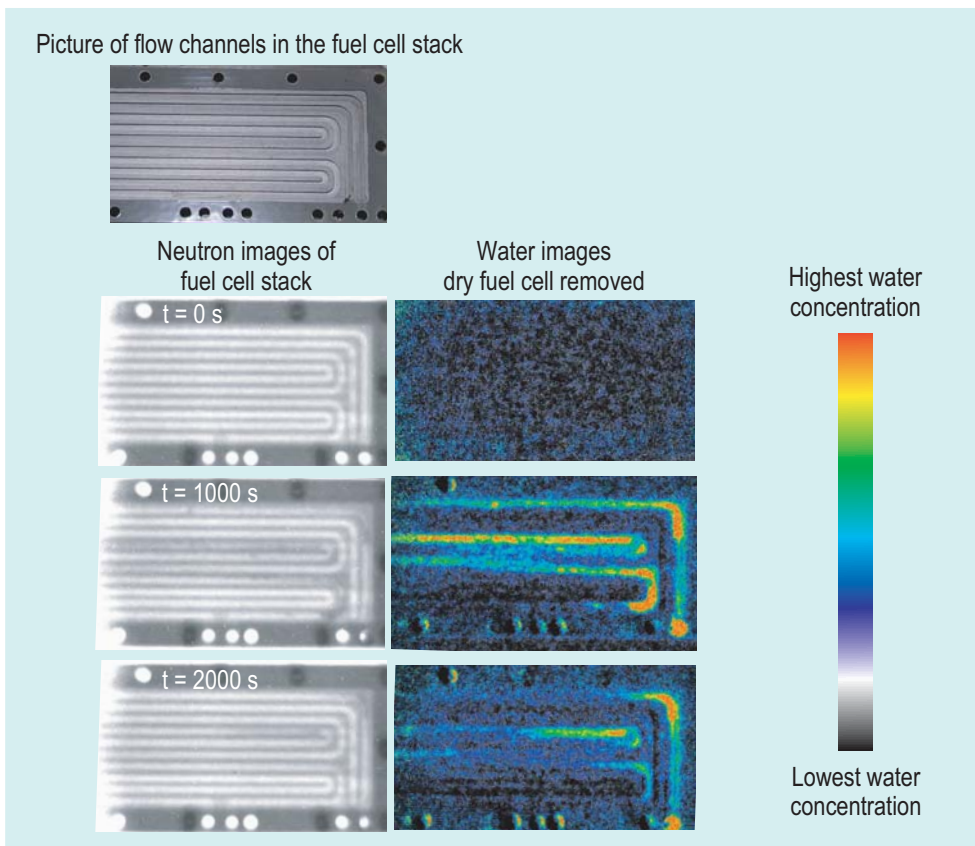 Picture of flow channels in the fuel cell stack
Neutron images of
fuel cell stack
Water images
dry fuel cell removed
Highest water
concentration
t = 0 s
t = 1000 s
t = 2000 s
Lowest water
concentration